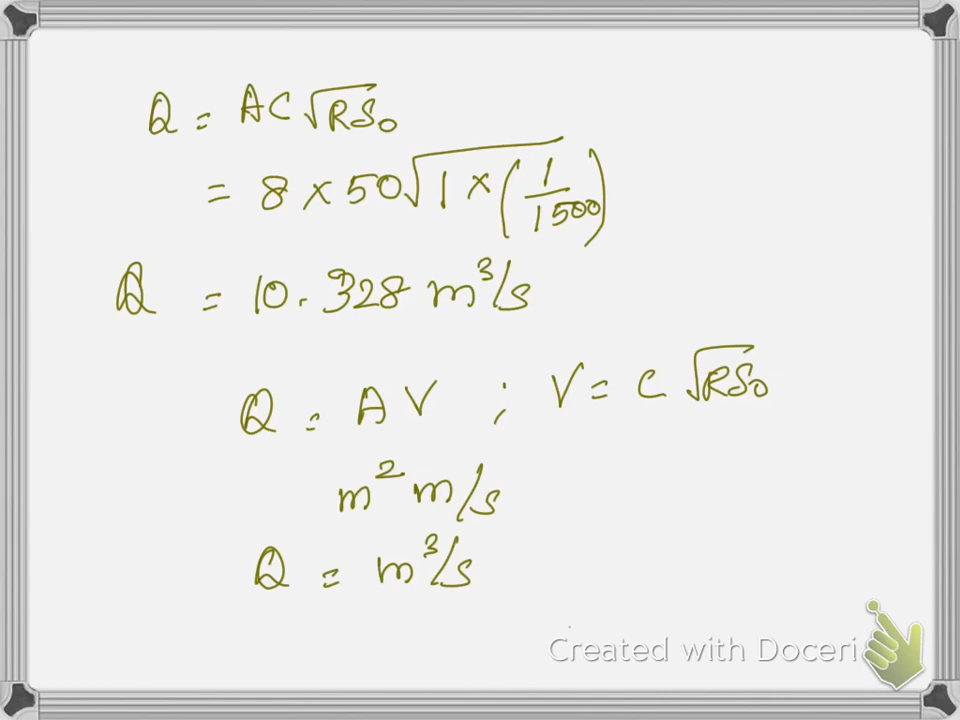 Q = AC√RS₀
= 8 × 50√1 × (1/1500)
Q = 10.328 m³/s
Q = AV ; V = C √RS₀
m² m/s
Q = m³/s
Created with Doceri